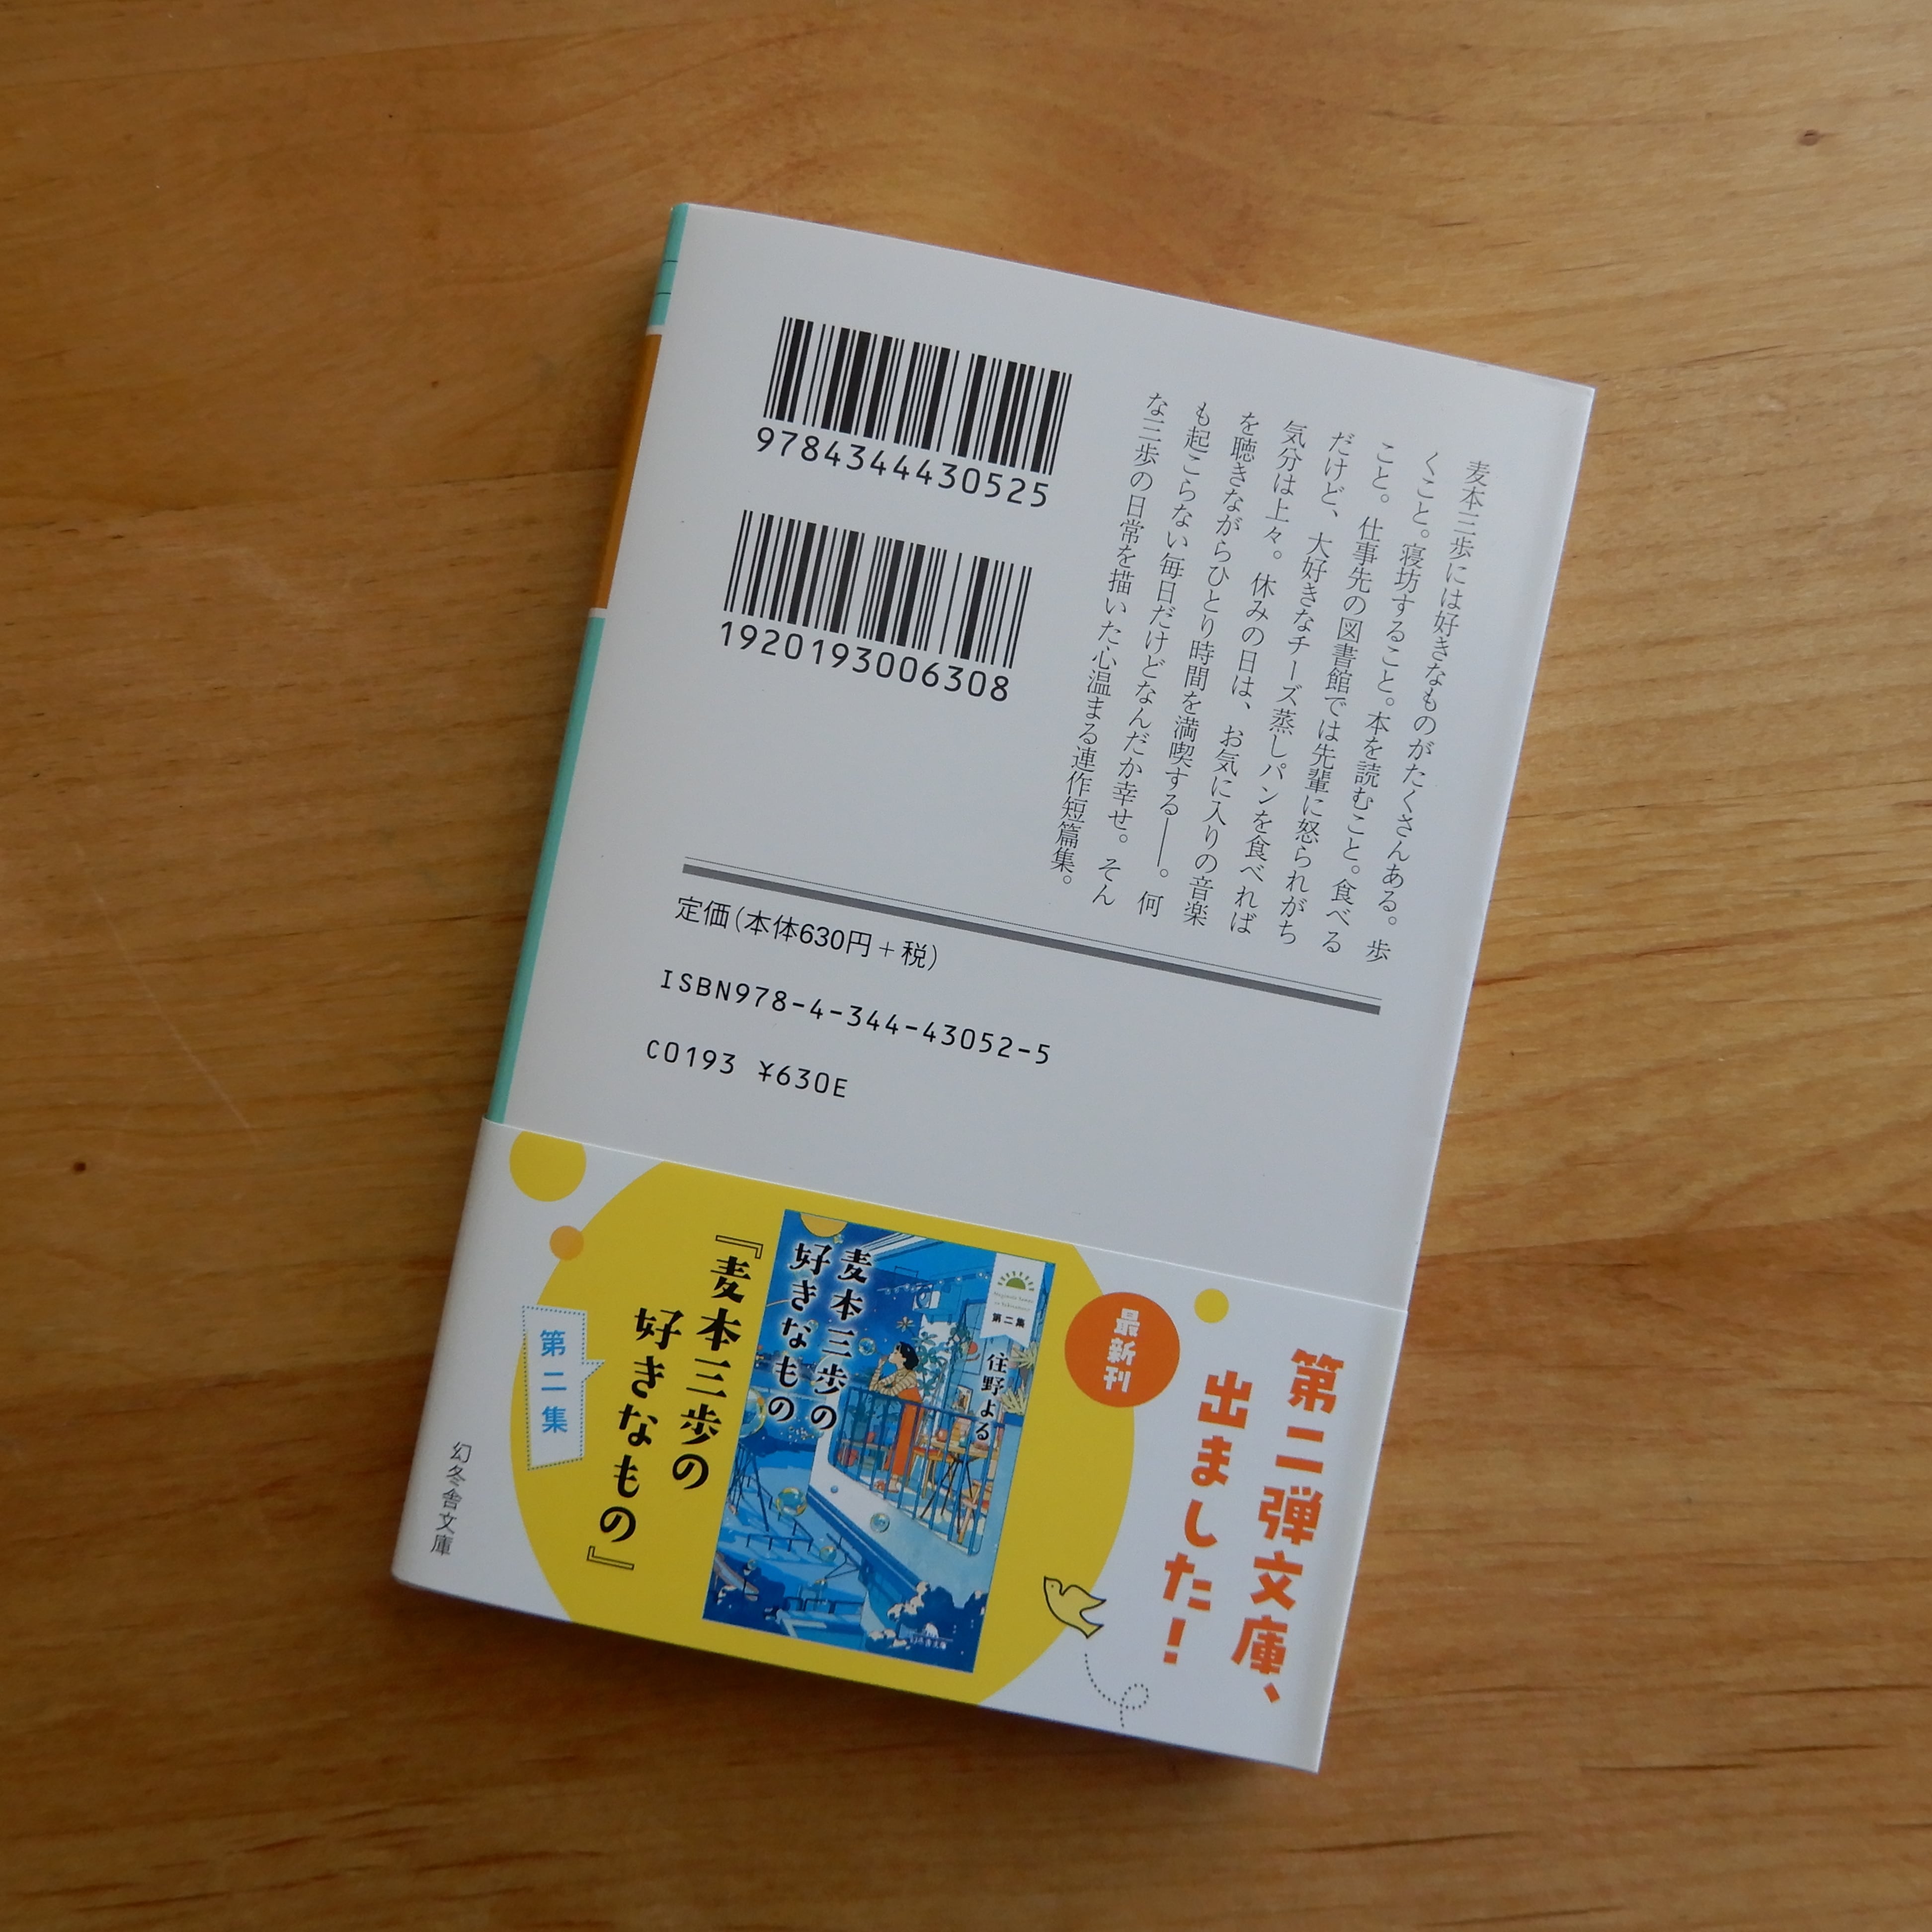 麦本三歩には好きなものがたくさんある。歩
くこと。寝坊すること。本を読むこと。食べる
こと。仕事先の図書館では先輩に怒られがち
だけど、大好きなチーズ蒸しパンを食べれば
気分は上々。休みの日は、お気に入りの音楽
を聴きながらひとり時間を満喫する――。何
も起こらない毎日だけどなんだか幸せ。そん
な三歩の日常を描いた心温まる連作短篇集。
9784344430525
1920193006308
定価(本体630円+税)
ISBN978-4-344-43052-5
C0193 ¥630E
第二弾文庫、
出ました!
最新刊
第二集
住野よる
麦本三歩の
好きなもの
幻冬舎文庫
『麦本三歩の
好きなもの』
第二集
幻冬舎文庫